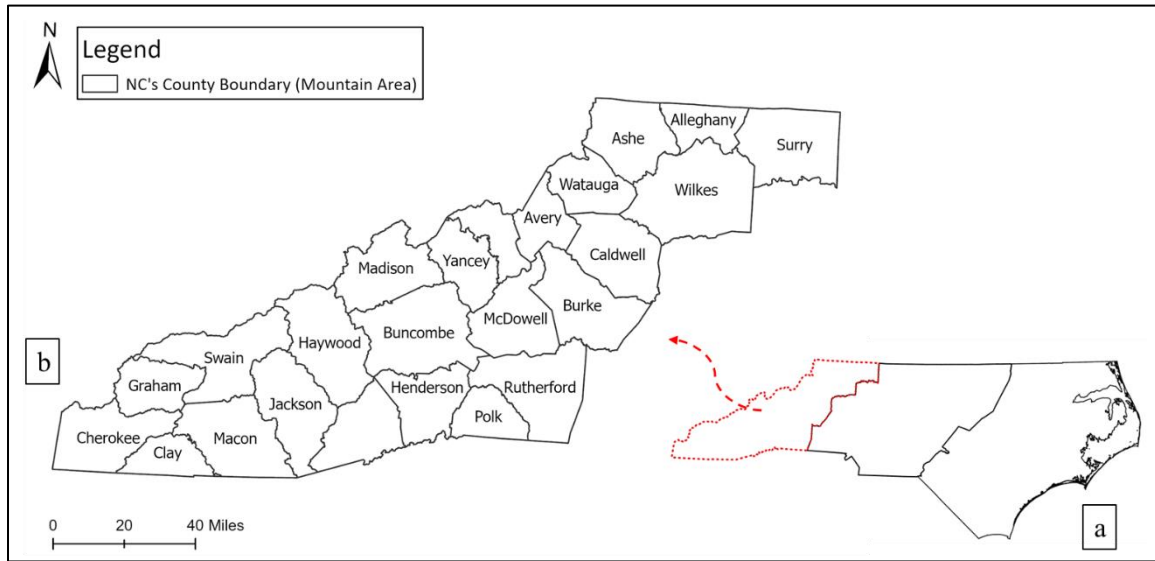 N
Legend
NC's County Boundary (Mountain Area)
Alleghany
Ashe
Surry
Watauga
Wilkes
Avery
Caldwell
Madison
Yancey
Burke
McDowell
Buncombe
Haywood
b
Swain
Graham
Henderson
Rutherford
Jackson
Polk
Cherokee
Macon
Clay
0 20 40 Miles
a